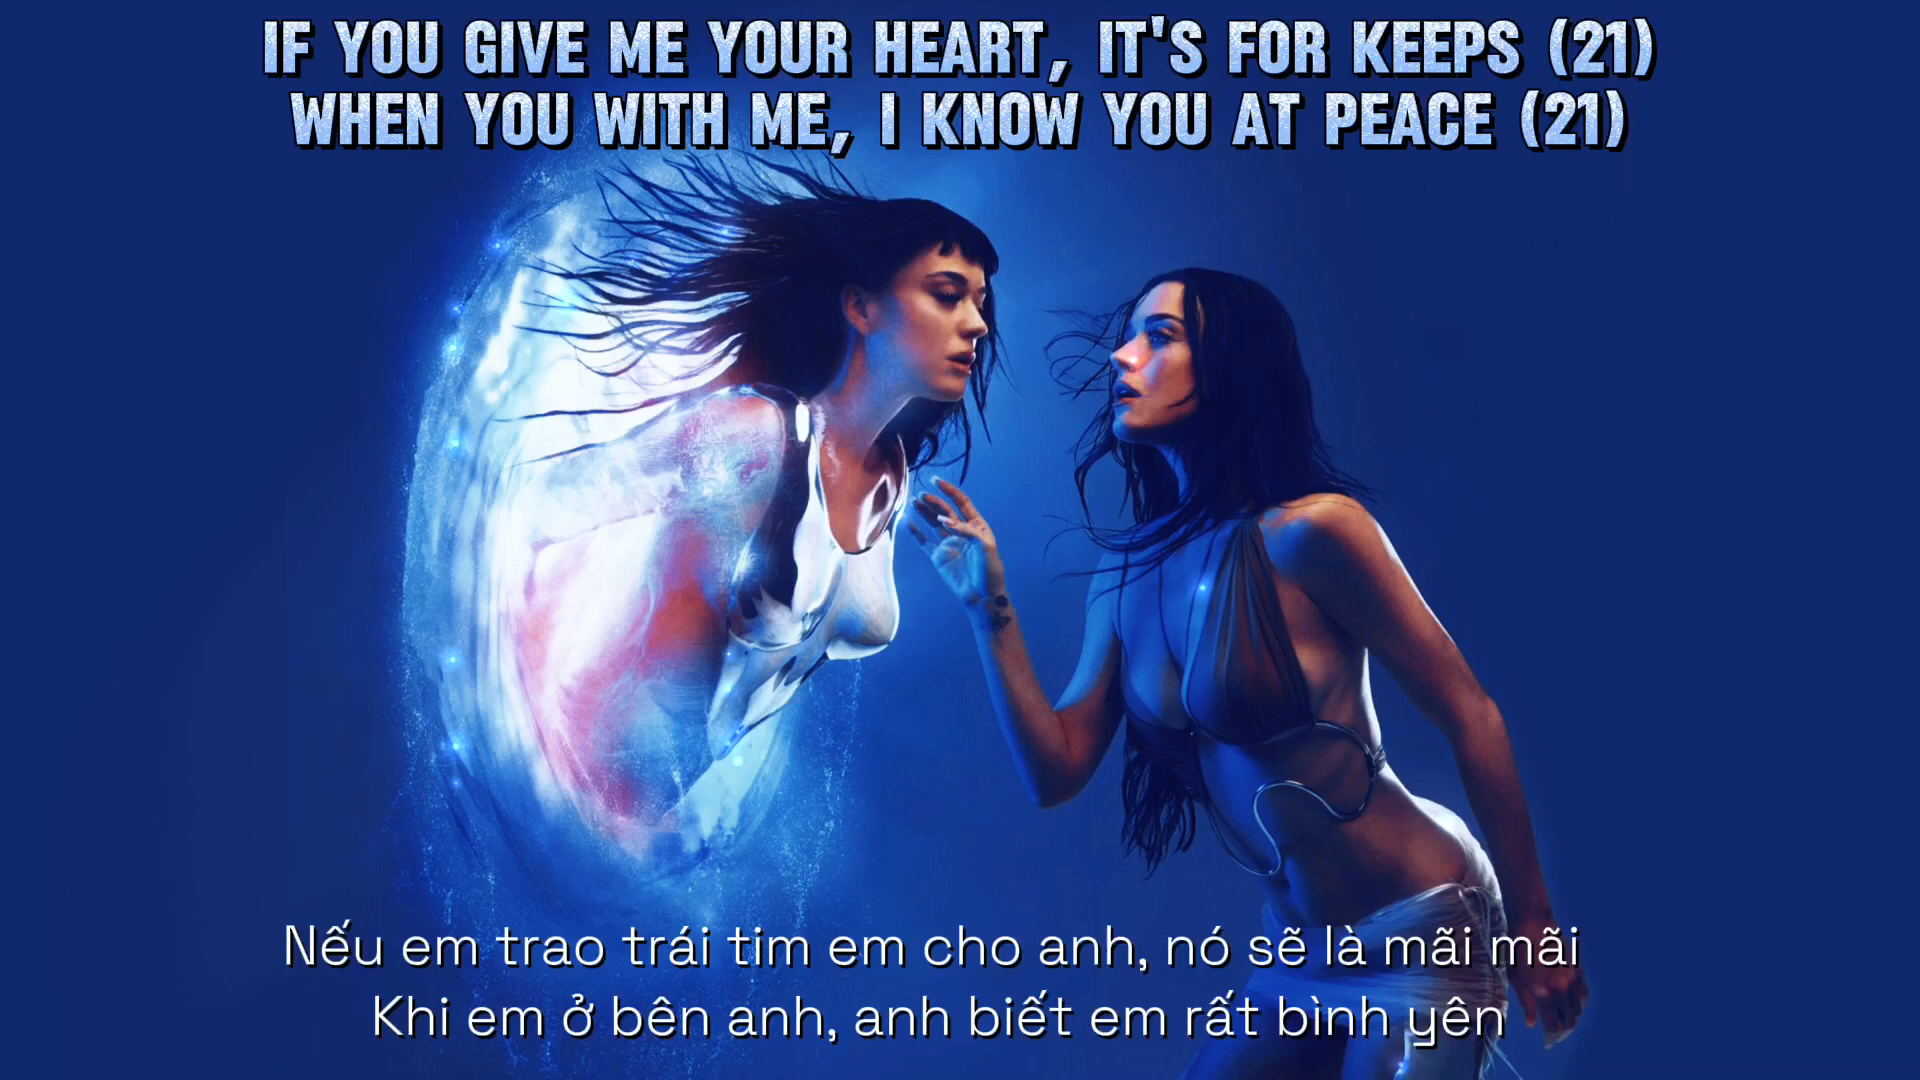 IF YOU GIVE ME YOUR HEART, IT'S FOR KEEPS (21)
WHEN YOU WITH ME, I KNOW YOU AT PEACE (21)
Nếu em trao trái tim em cho anh, nó sẽ là mãi mãi
Khi em ở bên anh, anh biết em rất bình yên